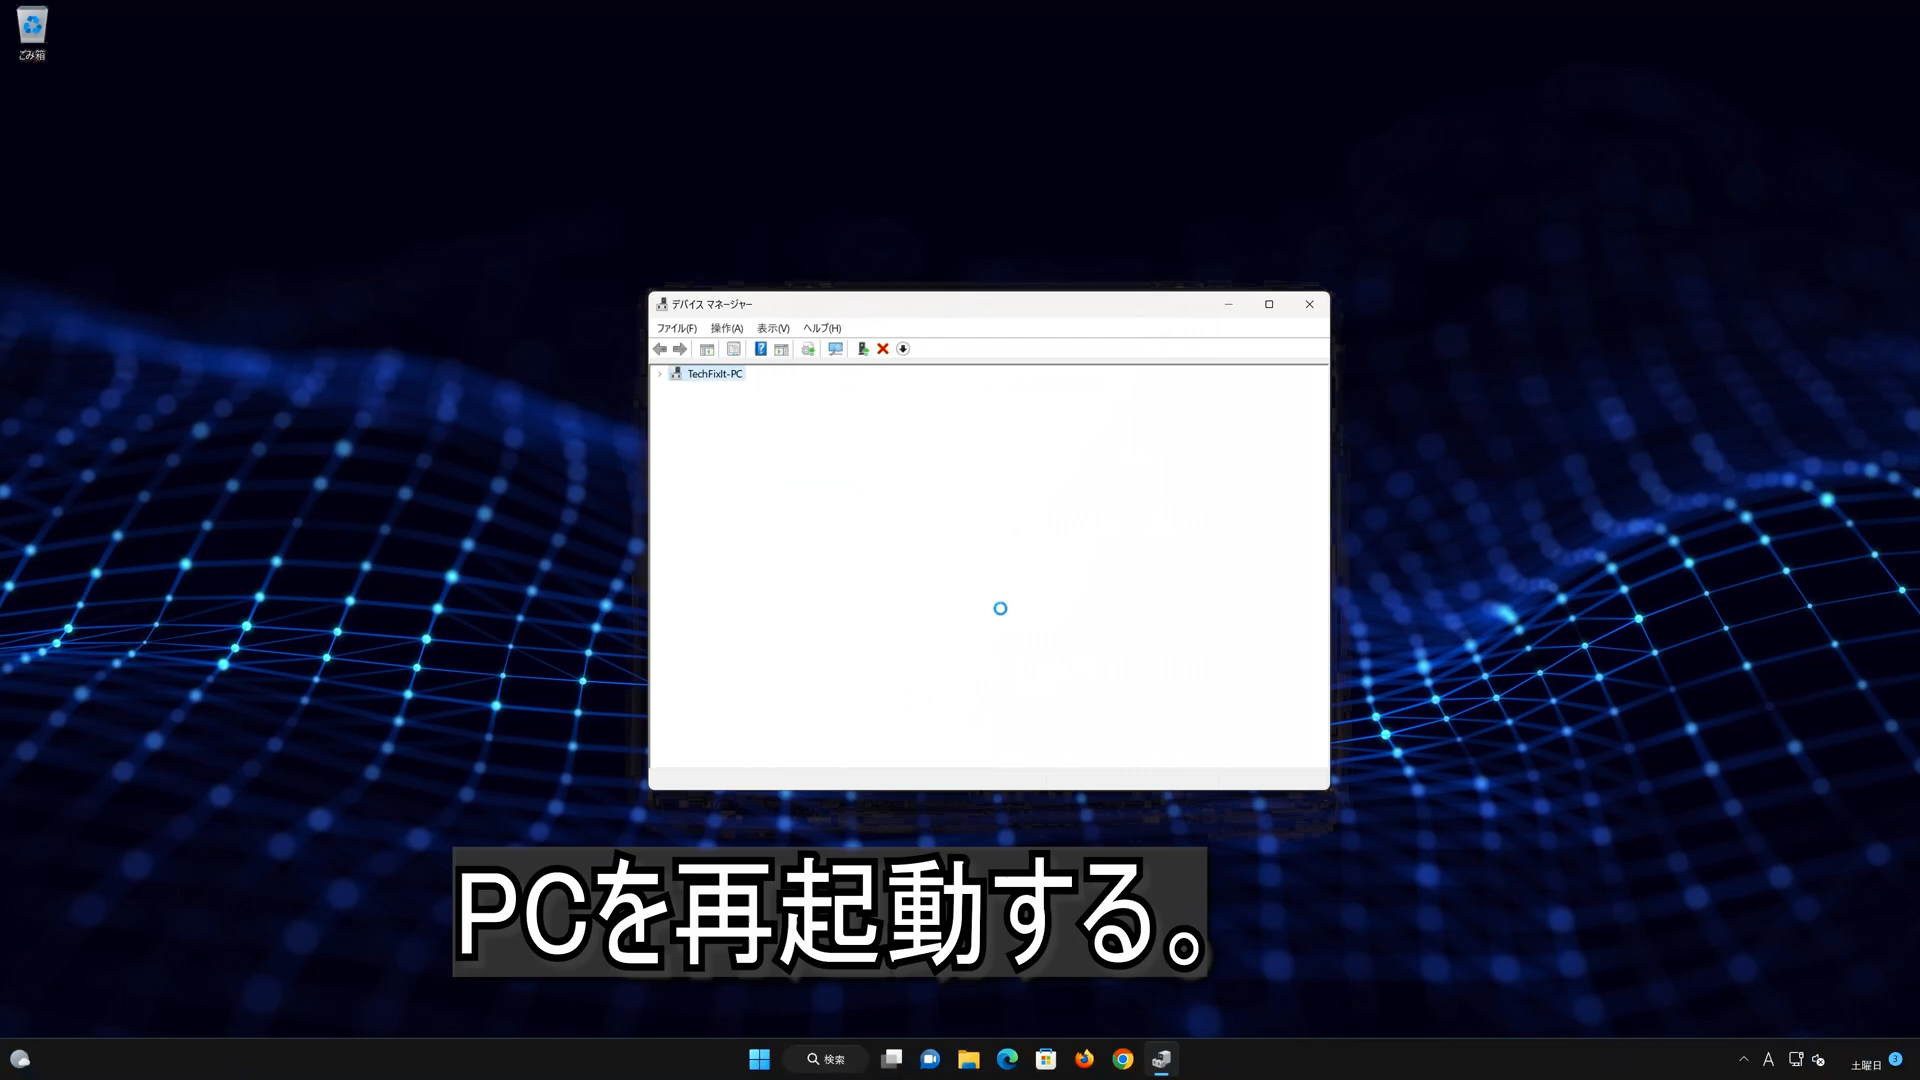 ごみ箱
デバイス マネージャー
ファイル(F) 操作(A) 表示(V) ヘルプ(H)
TechFixIt-PC
PCを再起動する。
検索
A
土曜日
3